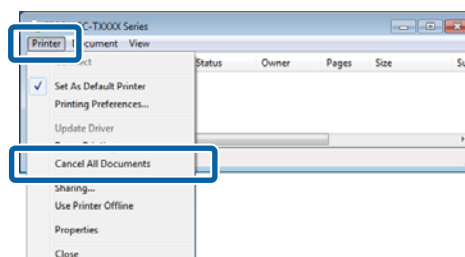 C-TXXXX Series
Printer Document View
Status Owner Pages Size
Set As Default Printer
Printing Preferences...
Update Driver
Cancel All Documents
Sharing...
Use Printer Offline
Properties
Close